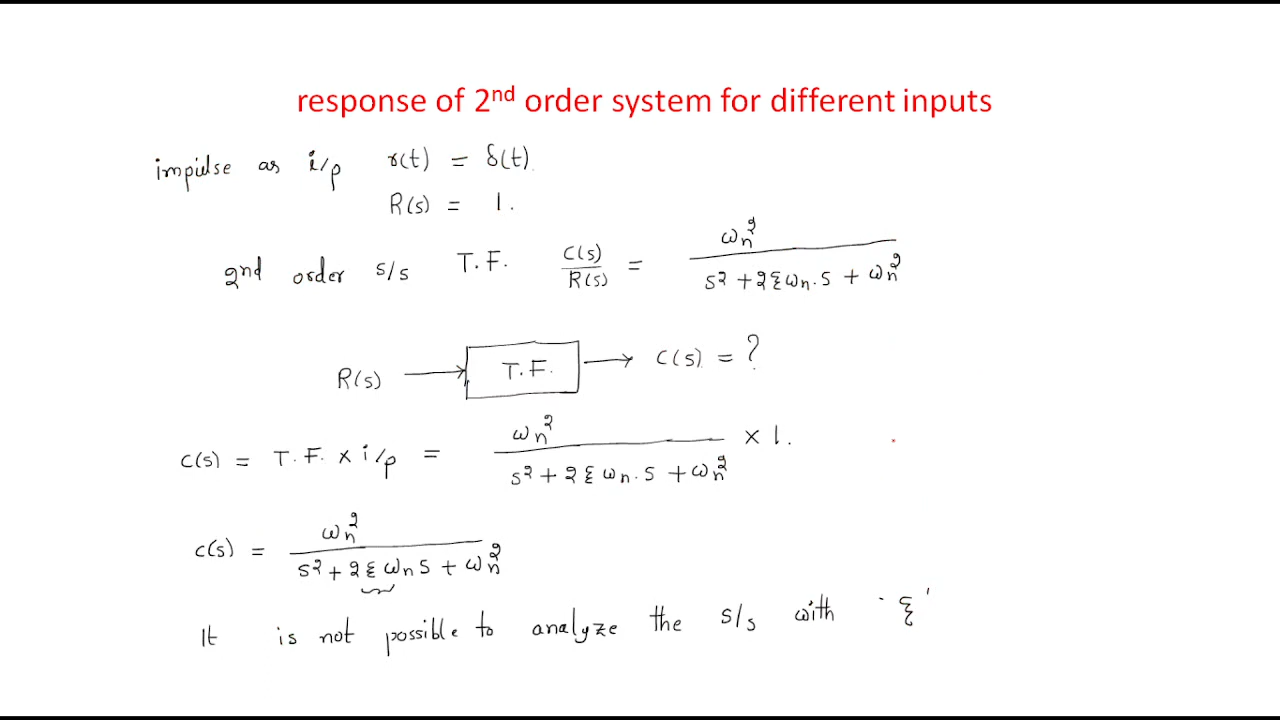 response of 2nd order system for different inputs
impulse as i/p r(t) = δ(t).
R(s) = 1.
2nd order s/s T.F. C(s)/R(s) = ωn²/(s² + 2ξωn.s + ωn²)
R(s) → T.F. → C(s) = ?
C(s) = T.F. × i/p = ωn²/(s² + 2ξωn.s + ωn²) × 1.
C(s) = ωn²/(s² + 2ξωns + ωn²)
It is not possible to analyze the s/s with 'ξ'